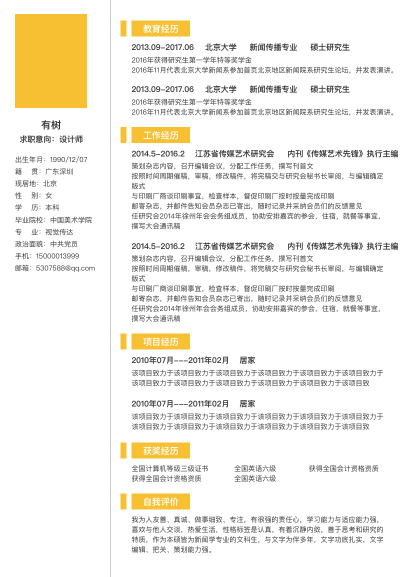 有树
求职意向：设计师
出生年月：1990/12/07
籍　贯：广东深圳
现居地：北京
性　别：女
学　历：本科
毕业院校：中国美术学院
专　业：视觉传达
政治面貌：中共党员
手机：15000013999
邮箱：5307588@qq.com
教育经历
2013.09-2017.06 北京大学 新闻传播专业 硕士研究生
2016年获得研究生第一学年特等奖学金
2016年11月代表北京大学新闻系参加首页北京地区新闻院系研究生论坛，并发表演讲。
2013.09-2017.06 北京大学 新闻传播专业 硕士研究生
2016年获得研究生第一学年特等奖学金
2016年11月代表北京大学新闻系参加首页北京地区新闻院系研究生论坛，并发表演讲。
工作经历
2014.5-2016.2 江苏省传媒艺术研究会 内刊《传媒艺术先锋》执行主编
策划杂志内容，召开编辑会议，分配工作任务，撰写刊首文
按照时间周期催稿，审稿，修改稿件，将完稿交与研究会秘书长审阅，与编辑确定
版式
与印刷厂商谈印刷事宜，检查样本，督促印刷厂按时按量完成印刷
邮寄杂志，并邮件告知会员杂志已寄出，随时记录并采纳会员们的反馈意见
任研究会2014年徐州年会会务组成员，协助安排嘉宾的参会，住宿，就餐等事宜，
撰写大会通讯稿
2014.5-2016.2 江苏省传媒艺术研究会 内刊《传媒艺术先锋》执行主编
策划杂志内容，召开编辑会议，分配工作任务，撰写刊首文
按照时间周期催稿，审稿，修改稿件，将完稿交与研究会秘书长审阅，与编辑确定
版式
与印刷厂商谈印刷事宜，检查样本，督促印刷厂按时按量完成印刷
邮寄杂志，并邮件告知会员杂志已寄出，随时记录并采纳会员们的反馈意见
任研究会2014年徐州年会会务组成员，协助安排嘉宾的参会，住宿，就餐等事宜，
撰写大会通讯稿
项目经历
2010年07月---2011年02月 居家
该项目致力于该项目致力于该项目致力于该项目致力于该项目致力于该项目致力于
该项目致力于该项目致力于该项目致力于该项目致力于该项目致力于该项目致
2010年07月---2011年02月 居家
该项目致力于该项目致力于该项目致力于该项目致力于该项目致力于该项目致力于
该项目致力于该项目致力于该项目致力于该项目致力于该项目致力于该项目致
获奖经历
全国计算机等级三级证书 全国英语六级 获得全国会计资格资质
获得全国会计资格资质 全国英语六级
自我评价
我为人友善，真诚、做事细致、专注，有很强的责任心，学习能力与适应能力强，
喜欢与他人交谈，热爱生活，性格标签是认真，有着沉静内敛、善于思考和研究的
特质，作为本硕皆为新闻学专业的文科生，与文字为伴多年，文字功底扎实、文字
编辑、把关、策划能力强。